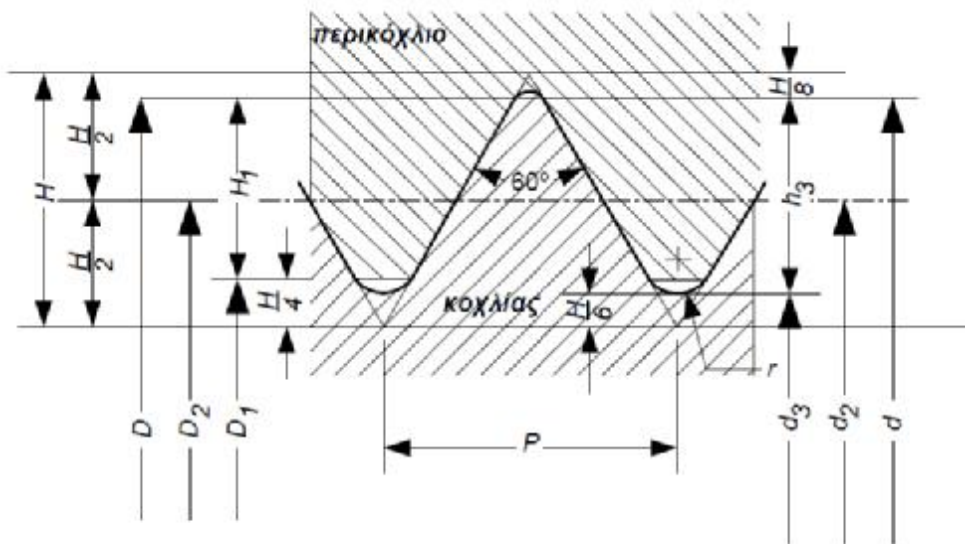 περικόχλιο
H/8
H/2
H
H₁
60°
h₃
H/2
H/4
κοχλίας
H/6
r
D
D₂
D₁
P
d₃
d₂
d